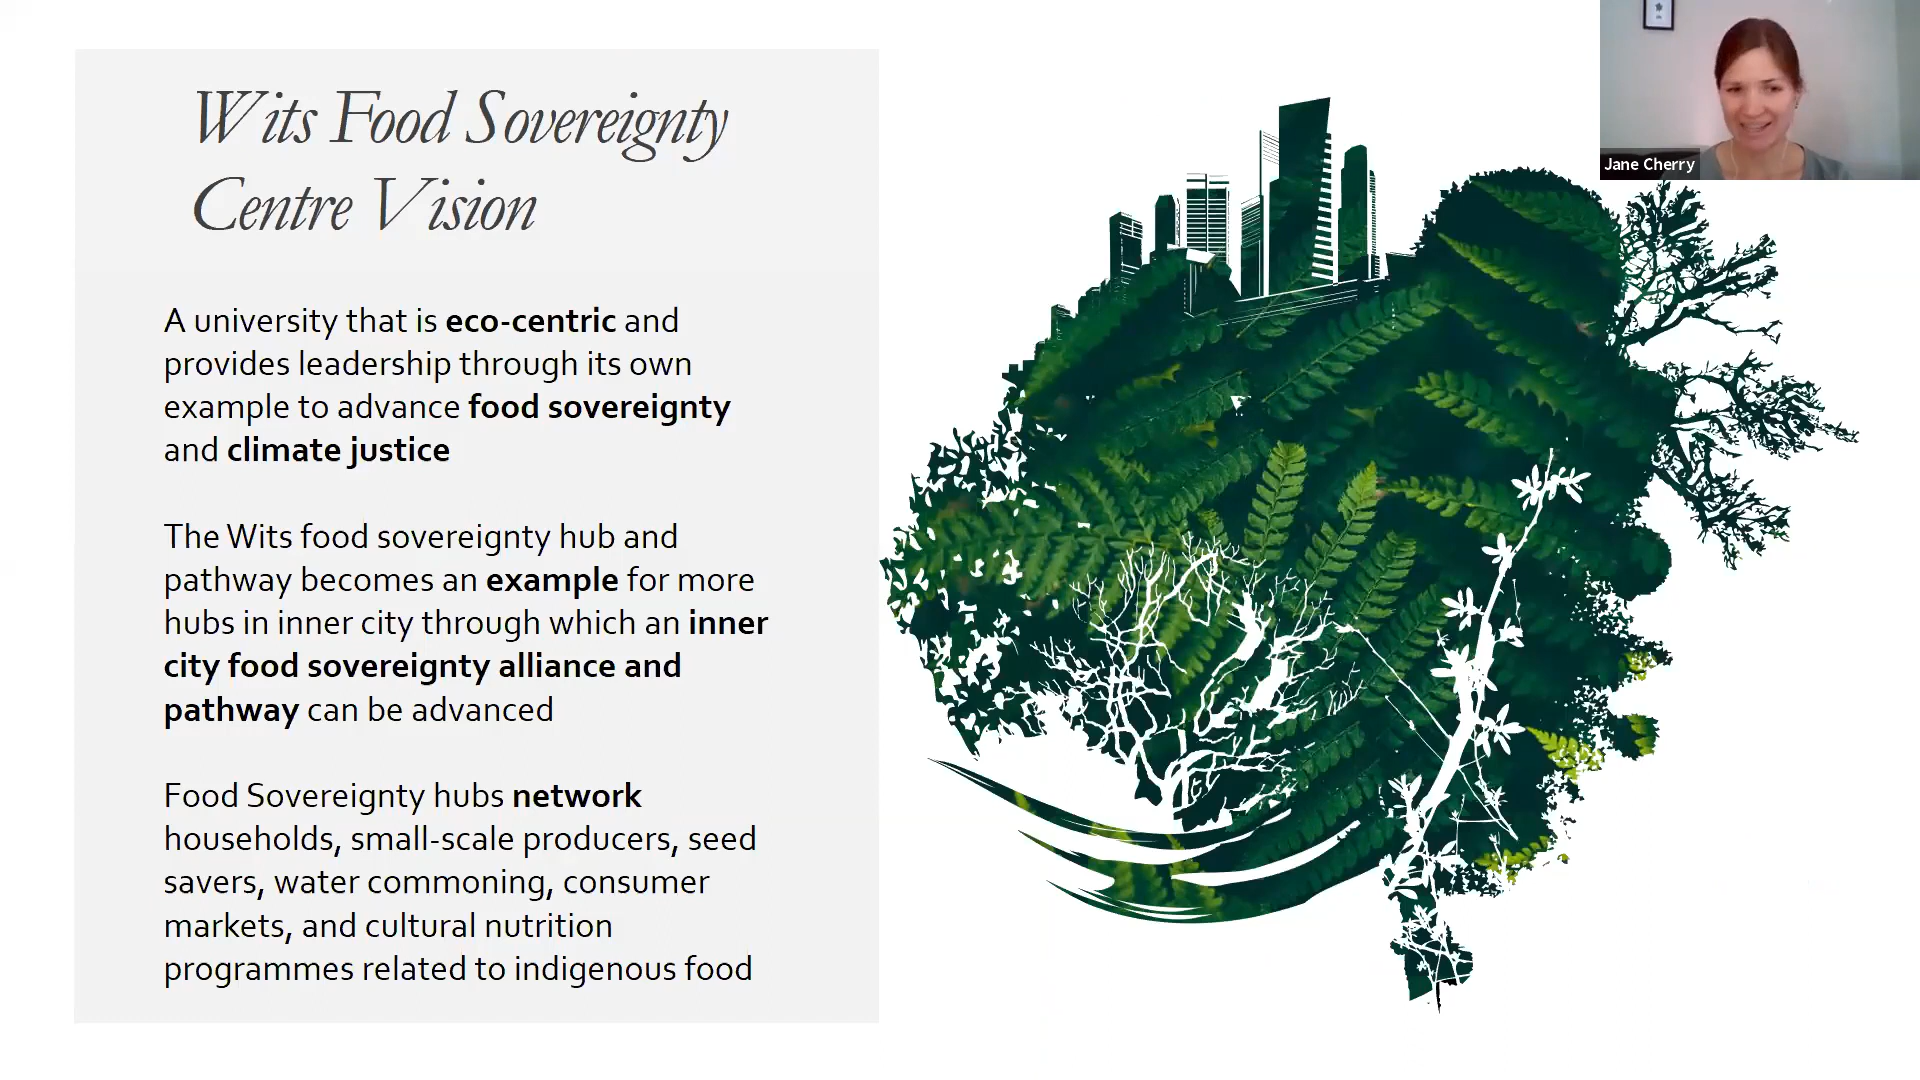 Wits Food Sovereignty
Centre Vision
A university that is eco-centric and
provides leadership through its own
example to advance food sovereignty
and climate justice
The Wits food sovereignty hub and
pathway becomes an example for more
hubs in inner city through which an inner
city food sovereignty alliance and
pathway can be advanced
Food Sovereignty hubs network
households, small-scale producers, seed
savers, water commoning, consumer
markets, and cultural nutrition
programmes related to indigenous food
Jane Cherry